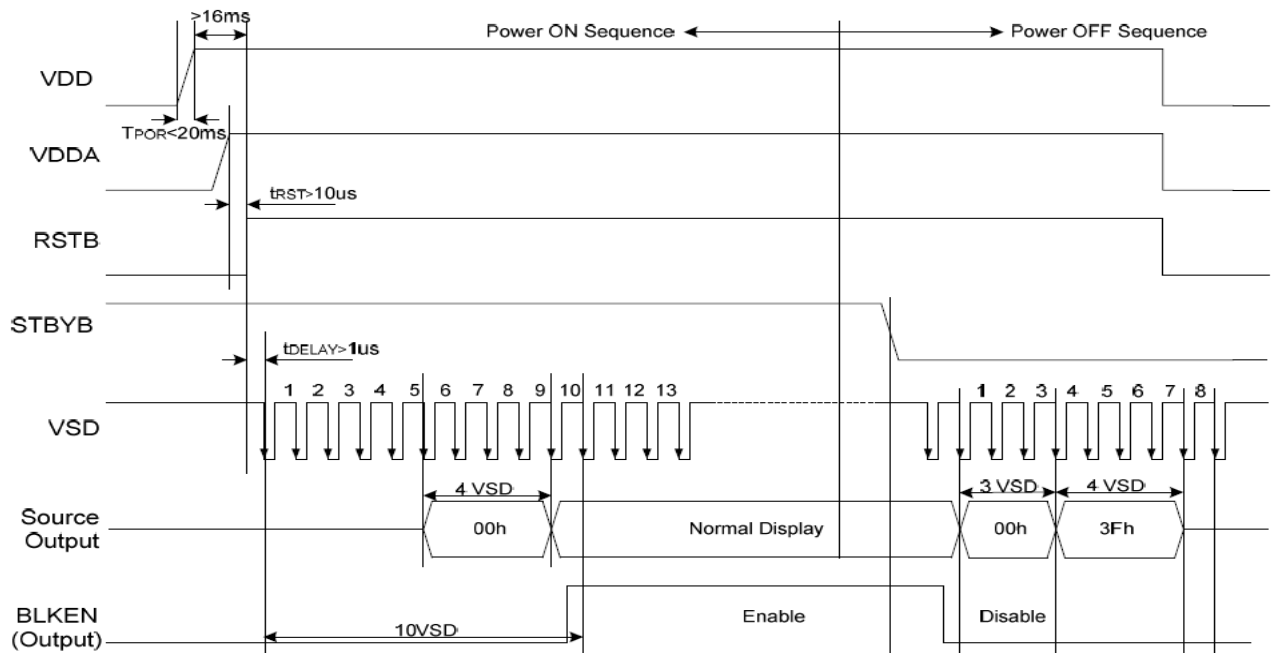 >16ms
Power ON Sequence
Power OFF Sequence
VDD
TPOR<20ms
VDDA
tRST>10us
RSTB
STBYB
tDELAY>1us
1 2 3 4 5 6 7 8 9 10 11 12 13
1 2 3 4 5 6 7 8
VSD
4 VSD
3 VSD
4 VSD
Source
Output
00h
Normal Display
00h
3Fh
BLKEN
(Output)
10VSD
Enable
Disable